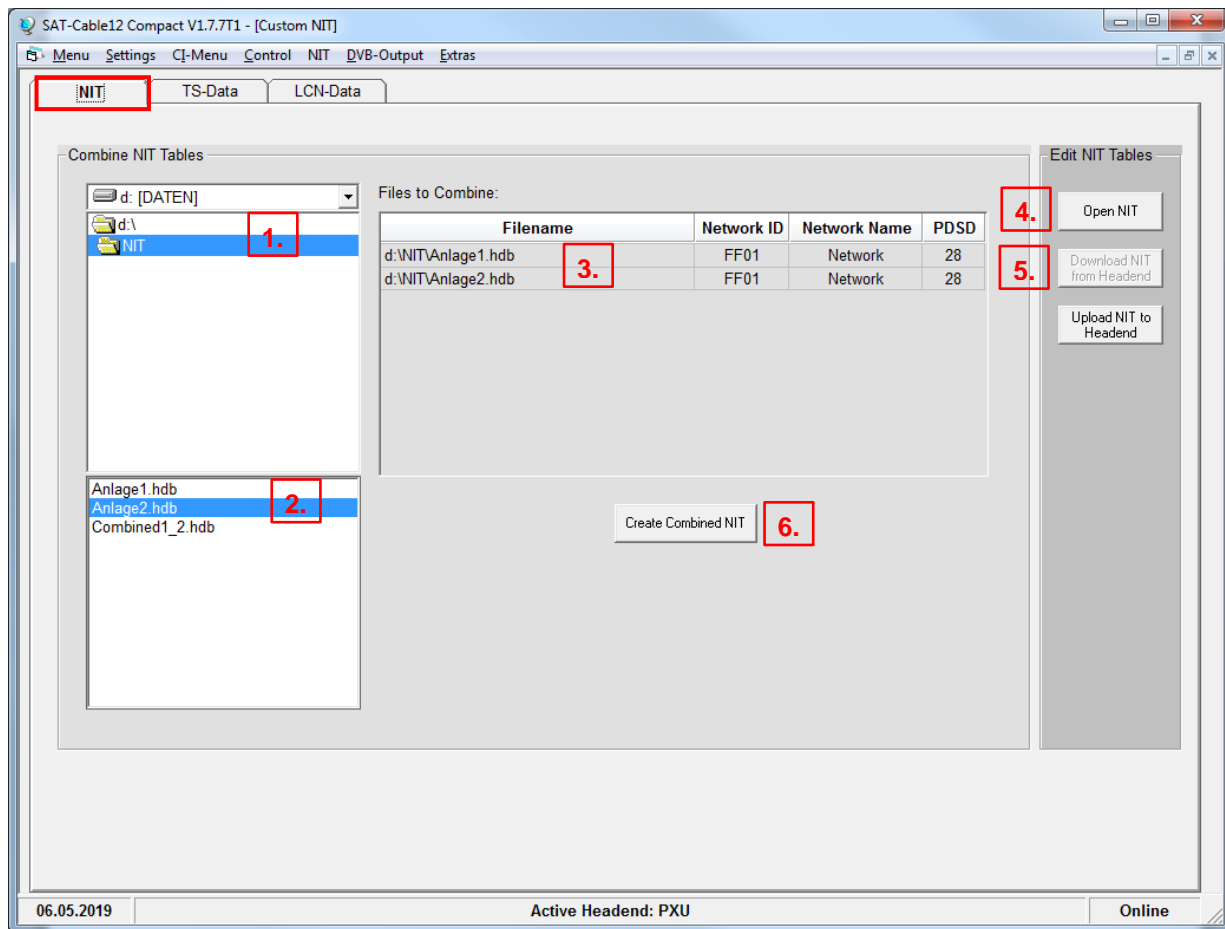 SAT-Cable12 Compact V1.7.7T1 - [Custom NIT]
Menu Settings CI-Menu Control NIT DVB-Output Extras
NIT TS-Data LCN-Data
Combine NIT Tables
Edit NIT Tables
d: [DATEN]
Files to Combine:
d:\
NIT
1.
Filename Network ID Network Name PDSD
d:\NIT\Anlage1.hdb FF01 Network 28
d:\NIT\Anlage2.hdb FF01 Network 28
3.
4.
Open NIT
5.
Download NIT
from Headend
Upload NIT to
Headend
Anlage1.hdb
Anlage2.hdb
Combined1_2.hdb
2.
Create Combined NIT
6.
06.05.2019 Active Headend: PXU Online